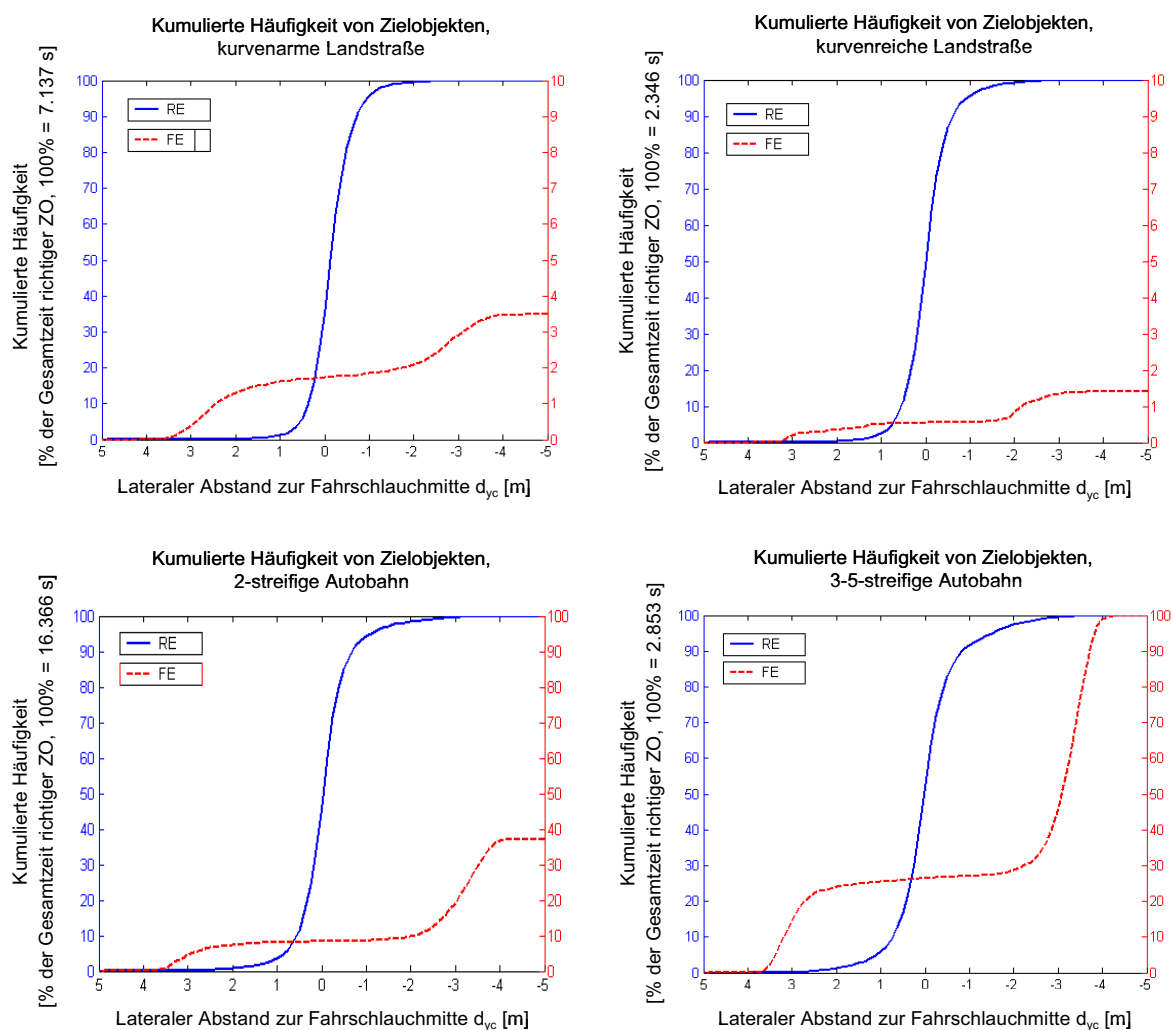 Kumulierte Häufigkeit von Zielobjekten,
kurvenarme Landstraße
Kumulierte Häufigkeit
[% der Gesamtzeit richtiger ZO, 100% = 7.137 s]
100
90
80
70
60
50
40
30
20
10
0
RE
FE
10
9
8
7
6
5
4
3
2
1
0
5 4 3 2 1 0 -1 -2 -3 -4 -5
Lateraler Abstand zur Fahrschlauchmitte dyc [m]
Kumulierte Häufigkeit von Zielobjekten,
kurvenreiche Landstraße
Kumulierte Häufigkeit
[% der Gesamtzeit richtiger ZO, 100% = 2.346 s]
100
90
80
70
60
50
40
30
20
10
0
RE
FE
10
9
8
7
6
5
4
3
2
1
0
5 4 3 2 1 0 -1 -2 -3 -4 -5
Lateraler Abstand zur Fahrschlauchmitte dyc [m]
Kumulierte Häufigkeit von Zielobjekten,
2-streifige Autobahn
Kumulierte Häufigkeit
[% der Gesamtzeit richtiger ZO, 100% = 16.366 s]
100
90
80
70
60
50
40
30
20
10
0
RE
FE
100
90
80
70
60
50
40
30
20
10
0
5 4 3 2 1 0 -1 -2 -3 -4 -5
Lateraler Abstand zur Fahrschlauchmitte dyc [m]
Kumulierte Häufigkeit von Zielobjekten,
3-5-streifige Autobahn
Kumulierte Häufigkeit
[% der Gesamtzeit richtiger ZO, 100% = 2.853 s]
100
90
80
70
60
50
40
30
20
10
0
RE
FE
100
90
80
70
60
50
40
30
20
10
0
5 4 3 2 1 0 -1 -2 -3 -4 -5
Lateraler Abstand zur Fahrschlauchmitte dyc [m]